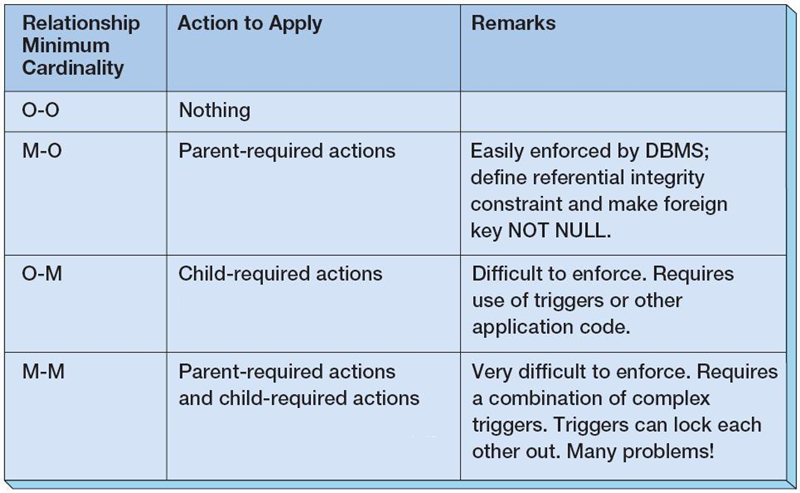 Relationship
Minimum
Cardinality
Action to Apply
Remarks
O-O
Nothing
M-O
Parent-required actions
Easily enforced by DBMS;
define referential integrity
constraint and make foreign
key NOT NULL.
O-M
Child-required actions
Difficult to enforce. Requires
use of triggers or other
application code.
M-M
Parent-required actions
and child-required actions
Very difficult to enforce. Requires
a combination of complex
triggers. Triggers can lock each
other out. Many problems!